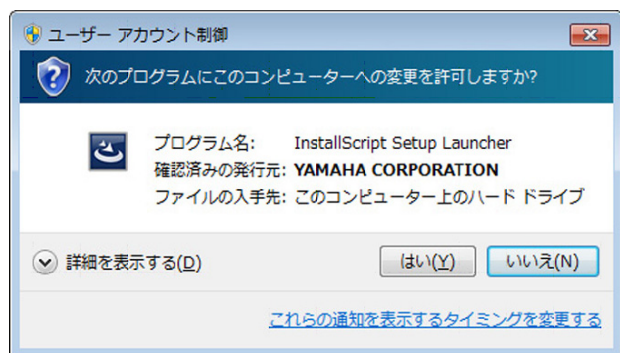 ユーザー アカウント制御
次のプログラムにこのコンピューターへの変更を許可しますか?
プログラム名: InstallScript Setup Launcher
確認済みの発行元: YAMAHA CORPORATION
ファイルの入手先: このコンピューター上のハード ドライブ
詳細を表示する(D) はい(Y) いいえ(N)
これらの通知を表示するタイミングを変更する